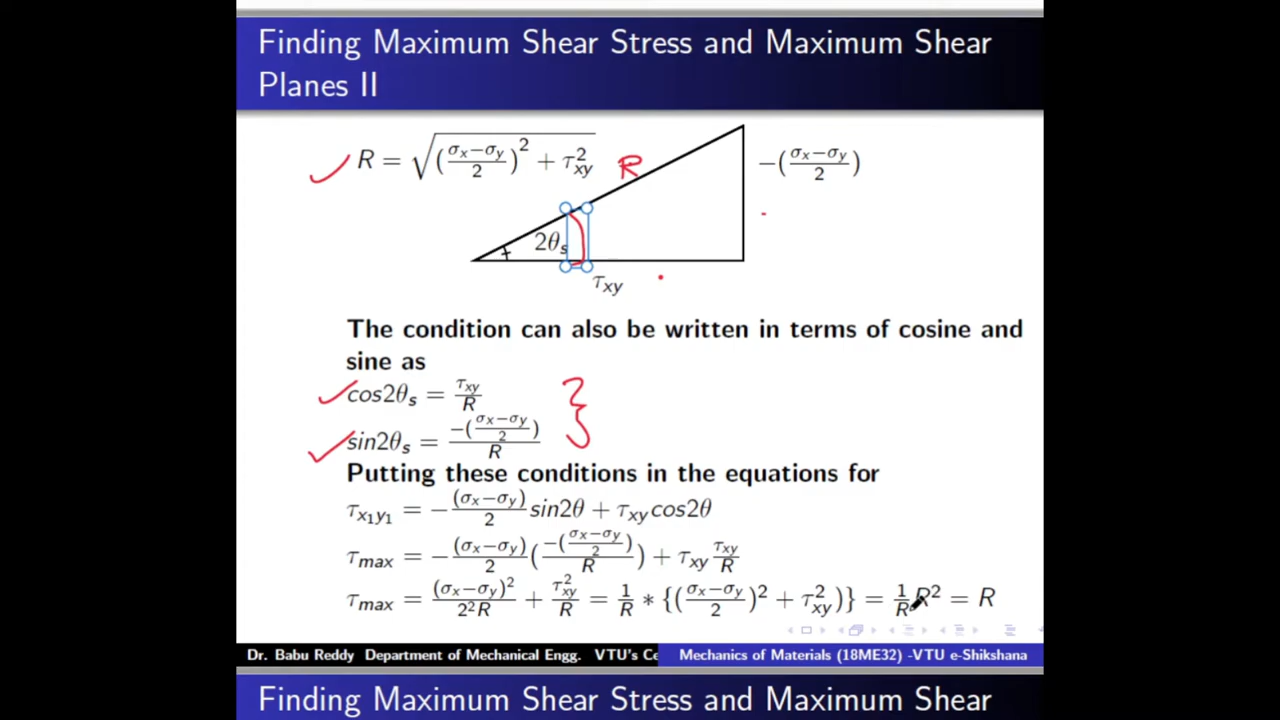 Finding Maximum Shear Stress and Maximum Shear
Planes II
R = √((σx−σy)/2)² + τ²xy
R
−(σx−σy/2)
2θs
τxy
The condition can also be written in terms of cosine and
sine as
cos2θs = τxy/R
sin2θs = −(σx−σy/2)/R
Putting these conditions in the equations for
τx₁y₁ = −(σx−σy)/2 sin2θ + τxy cos2θ
τmax = −(σx−σy)/2 (−(σx−σy/2)/R) + τxy τxy/R
τmax = (σx−σy)²/2²R + τ²xy/R = 1/R * {(σx−σy/2)² + τ²xy)} = 1/R R² = R
Dr. Babu Reddy Department of Mechanical Engg. VTU's Ce
Mechanics of Materials (18ME32) -VTU e-Shikshana
Finding Maximum Shear Stress and Maximum Shear